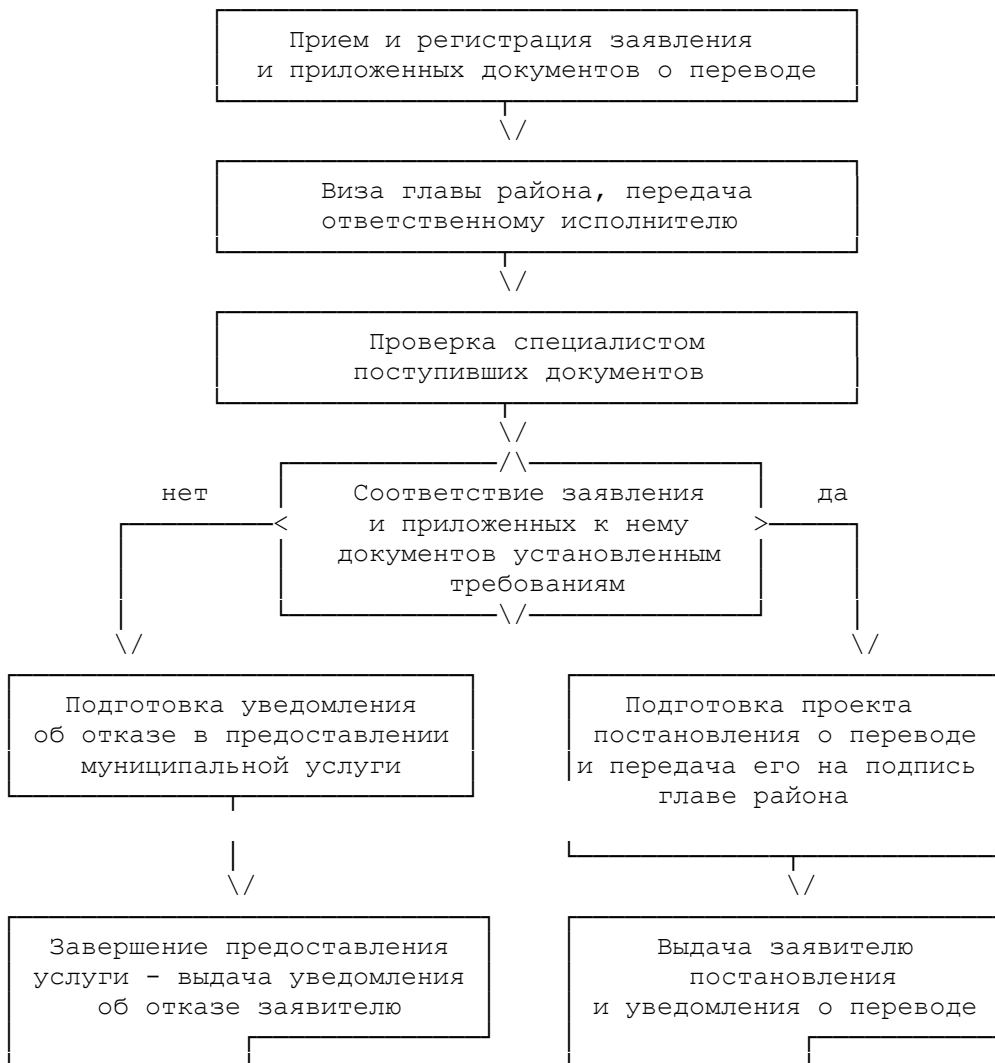 Прием и регистрация заявления
и приложенных документов о переводе
Виза главы района, передача
ответственному исполнителю
Проверка специалистом
поступивших документов
нет
Соответствие заявления
да
и приложенных к нему
документов установленным
требованиям
Подготовка уведомления
об отказе в предоставлении
муниципальной услуги
Подготовка проекта
постановления о переводе
и передача его на подпись
главе района
Завершение предоставления
услуги - выдача уведомления
об отказе заявителю
Выдача заявителю
постановления
и уведомления о переводе